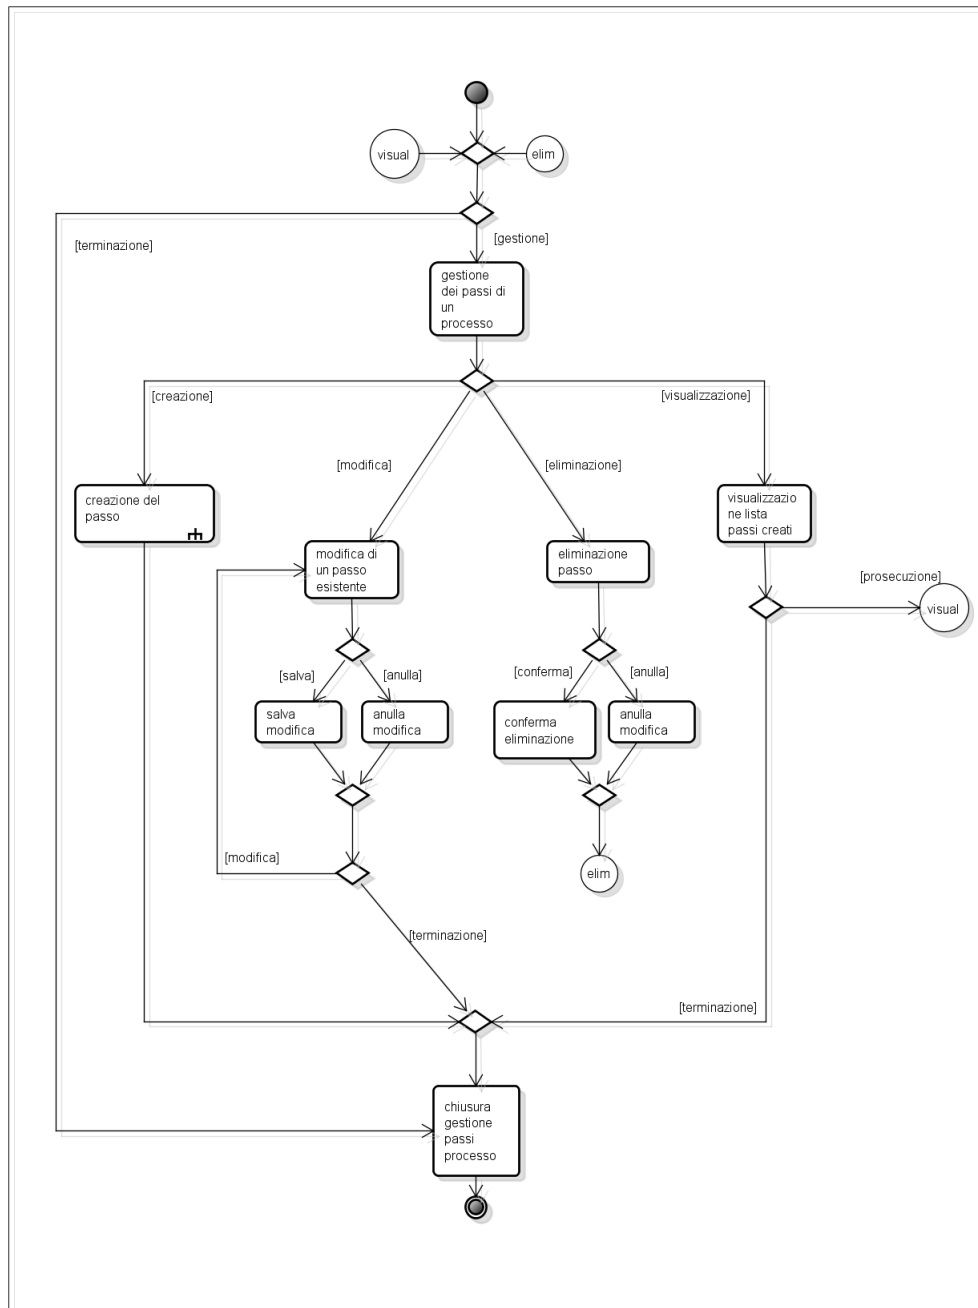 visual
elim
[terminazione]
[gestione]
gestione
dei passi di
un
processo
[creazione]
[visualizzazione]
[modifica]
[eliminazione]
creazione del
passo
visualizzazio
ne lista
passi creati
modifica di
un passo
esistente
eliminazione
passo
[prosecuzione]
visual
[salva]
[anulla]
[conferma]
[anulla]
salva
modifica
anulla
modifica
conferma
eliminazione
anulla
modifica
[modifica]
elim
[terminazione]
[terminazione]
chiusura
gestione
passi
processo